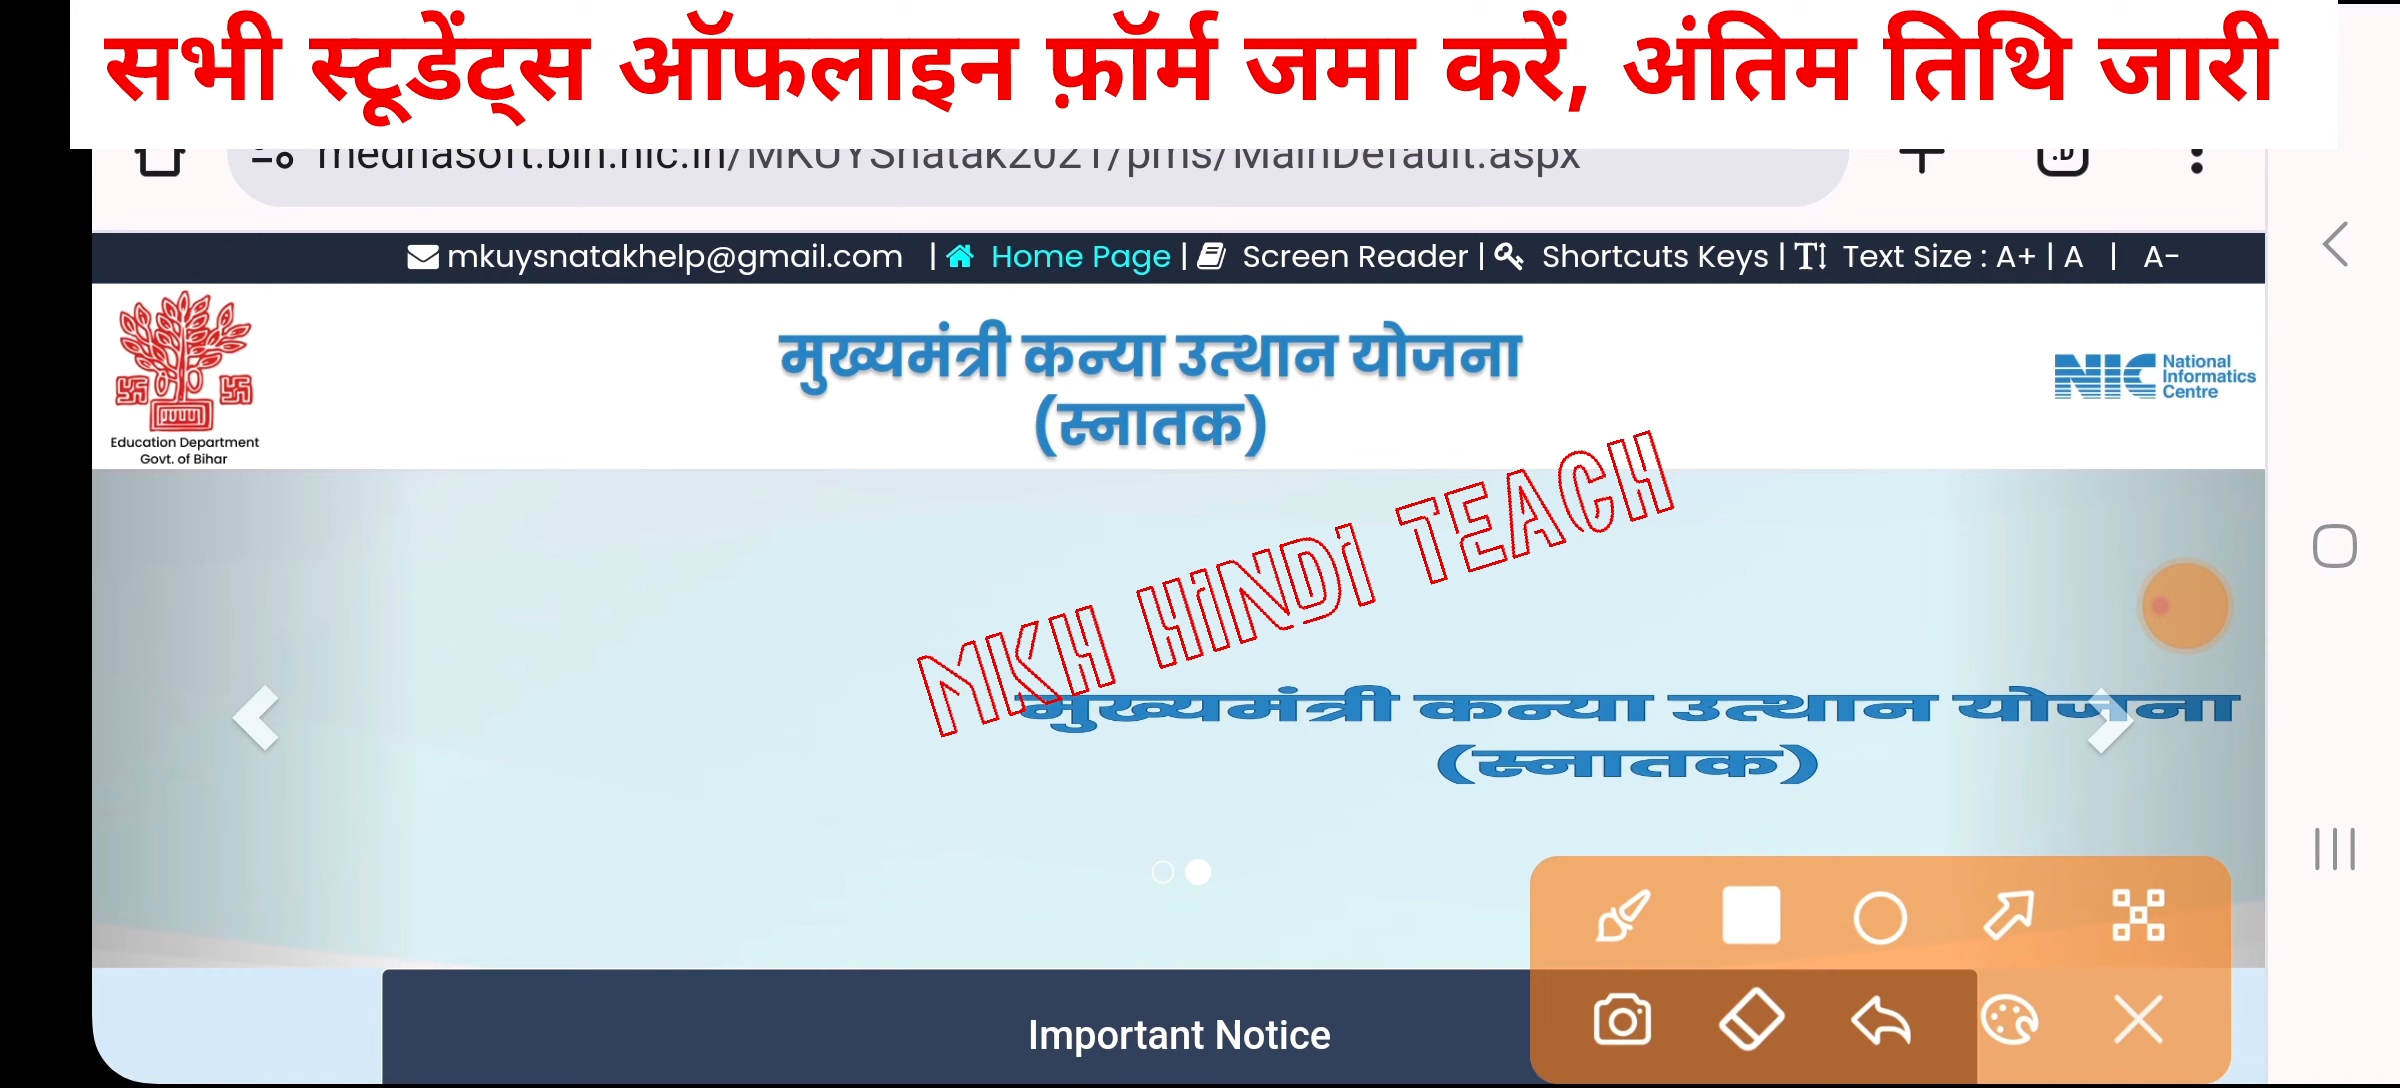 सभी स्टूडेंट्स ऑफलाइन फ़ॉर्म जमा करें, अंतिम तिथि जारी
medhasoft.bih.nic.in/MKUYSnatak2021/pms/MainDefault.aspx
:D
mkuysnatakhelp@gmail.com | Home Page | Screen Reader | Shortcuts Keys | Text Size : A+ | A | A-
मुख्यमंत्री कन्या उत्थान योजना
(स्नातक)
Education Department
Govt. of Bihar
NIC National
Informatics
Centre
MKH HINDI TEACH
मुख्यमंत्री कन्या उत्थान योजना
(स्नातक)
Important Notice